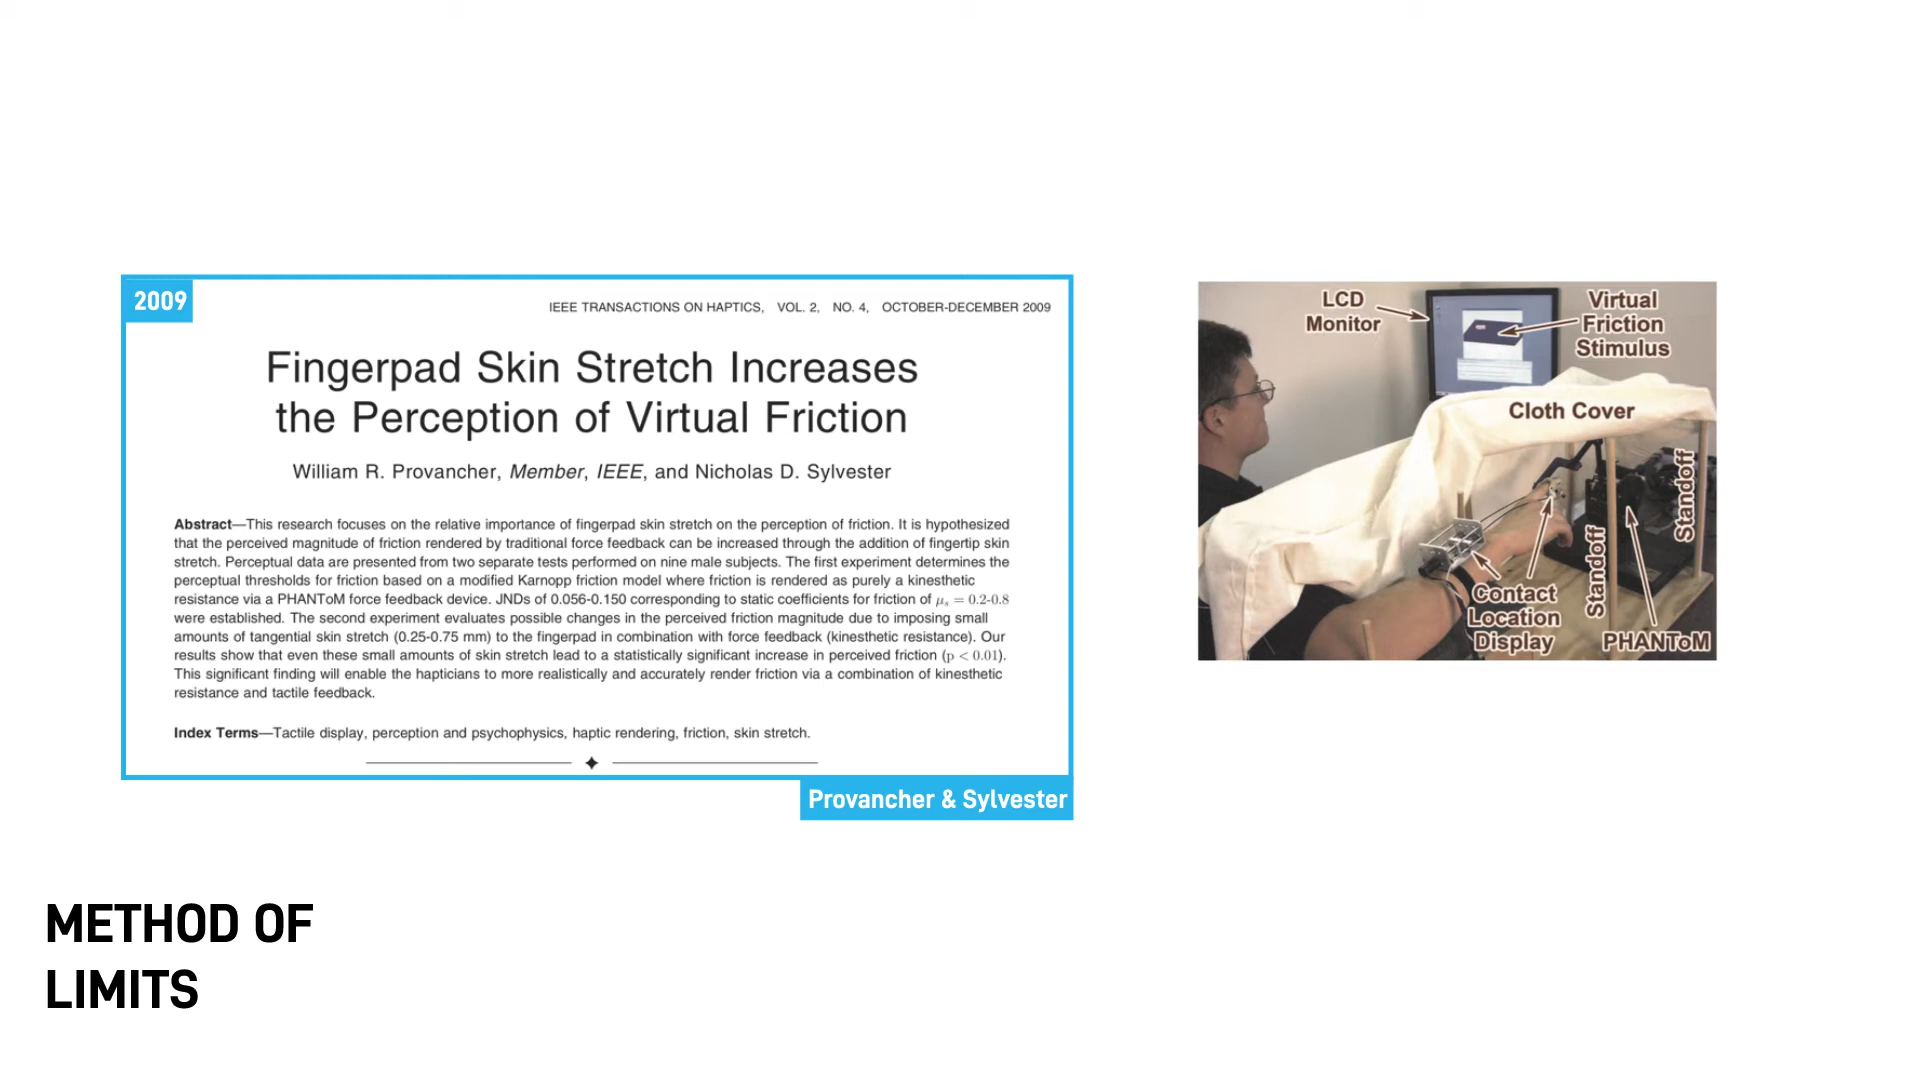 2009
IEEE TRANSACTIONS ON HAPTICS, VOL. 2, NO. 4, OCTOBER-DECEMBER 2009
Fingerpad Skin Stretch Increases
the Perception of Virtual Friction
William R. Provancher, Member, IEEE, and Nicholas D. Sylvester
Abstract—This research focuses on the relative importance of fingerpad skin stretch on the perception of friction. It is hypothesized
that the perceived magnitude of friction rendered by traditional force feedback can be increased through the addition of fingertip skin
stretch. Perceptual data are presented from two separate tests performed on nine male subjects. The first experiment determines the
perceptual thresholds for friction based on a modified Karnopp friction model where friction is rendered as purely a kinesthetic
resistance via a PHANToM force feedback device. JNDs of 0.056-0.150 corresponding to static coefficients for friction of μₛ = 0.2-0.8
were established. The second experiment evaluates possible changes in the perceived friction magnitude due to imposing small
amounts of tangential skin stretch (0.25-0.75 mm) to the fingerpad in combination with force feedback (kinesthetic resistance). Our
results show that even these small amounts of skin stretch lead to a statistically significant increase in perceived friction (p < 0.01).
This significant finding will enable the hapticians to more realistically and accurately render friction via a combination of kinesthetic
resistance and tactile feedback.
Index Terms—Tactile display, perception and psychophysics, haptic rendering, friction, skin stretch.
Provancher & Sylvester
LCD
Monitor
Virtual
Friction
Stimulus
Cloth Cover
Standoff
Standoff
Contact
Location
Display
PHANToM
METHOD OF
LIMITS